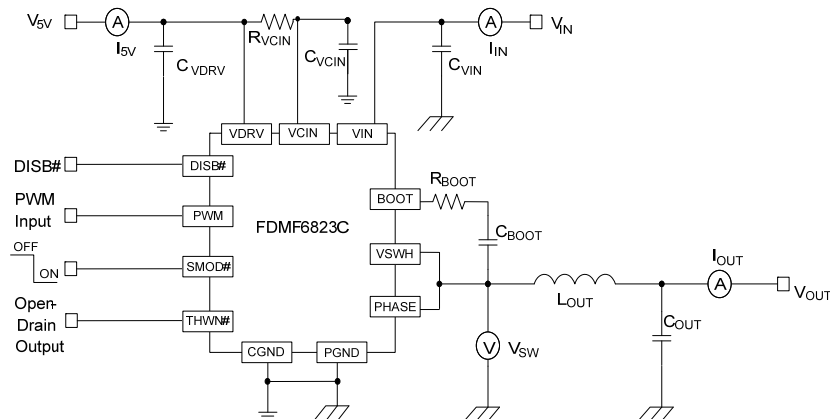 V5V
A
I5V
CVDRV
RVCIN
CVCIN
CVIN
A
IIN
VIN
VDRV
VCIN
VIN
DISB#
DISB#
PWM
Input
PWM
OFF
ON
SMOD#
Open-
Drain
Output
THWN#
FDMF6823C
BOOT
RBOOT
CBOOT
VSWH
PHASE
CGND
PGND
V
VSW
LOUT
COUT
IOUT
A
VOUT